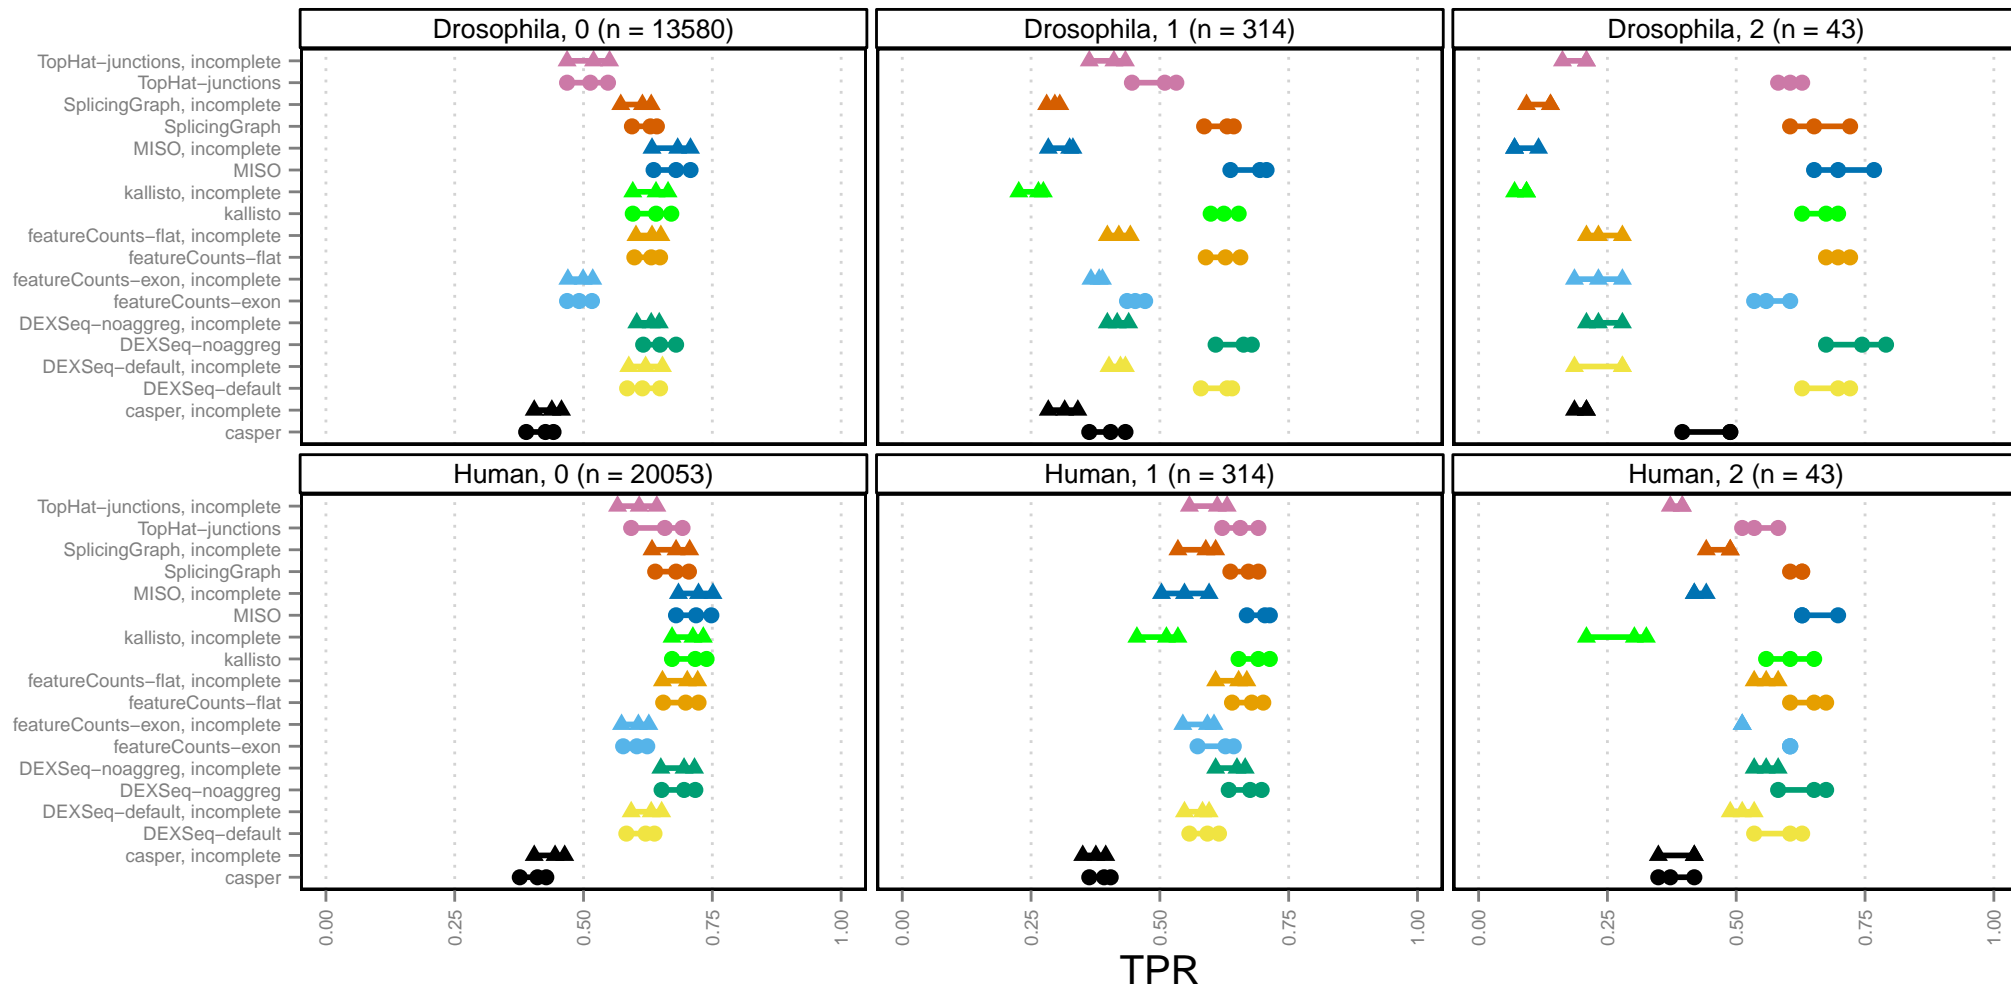 Drosophila, 0 (n = 13580)
Drosophila, 1 (n = 314)
Drosophila, 2 (n = 43)
TopHat−junctions, incomplete
TopHat−junctions
SplicingGraph, incomplete
SplicingGraph
MISO, incomplete
MISO
kallisto, incomplete
kallisto
featureCounts−flat, incomplete
featureCounts−flat
featureCounts−exon, incomplete
featureCounts−exon
DEXSeq−noaggreg, incomplete
DEXSeq−noaggreg
DEXSeq−default, incomplete
DEXSeq−default
casper, incomplete
casper
Human, 0 (n = 20053)
Human, 1 (n = 314)
Human, 2 (n = 43)
TopHat−junctions, incomplete
TopHat−junctions
SplicingGraph, incomplete
SplicingGraph
MISO, incomplete
MISO
kallisto, incomplete
kallisto
featureCounts−flat, incomplete
featureCounts−flat
featureCounts−exon, incomplete
featureCounts−exon
DEXSeq−noaggreg, incomplete
DEXSeq−noaggreg
DEXSeq−default, incomplete
DEXSeq−default
casper, incomplete
casper
0.00
0.25
0.50
0.75
1.00
0.00
0.25
0.50
0.75
1.00
0.00
0.25
0.50
0.75
1.00
TPR